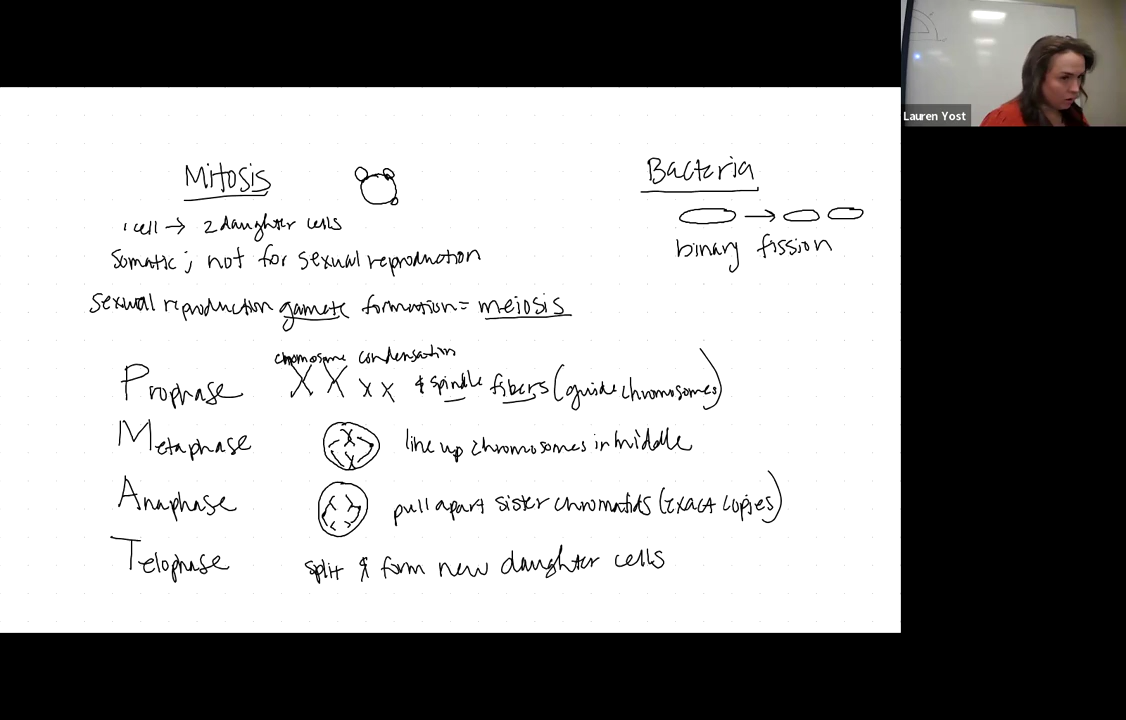 Lauren Yost
Mitosis
Bacteria
1 cell → 2 daughter cells
binary fission
Somatic; not for sexual reproduction
sexual reproduction gamete formation = meiosis
chromosome condensation
Prophase & spindle fibers (guide chromosomes)
Metaphase line up chromosomes in middle
Anaphase pull apart sister chromatids (exact copies)
Telophase split & form new daughter cells